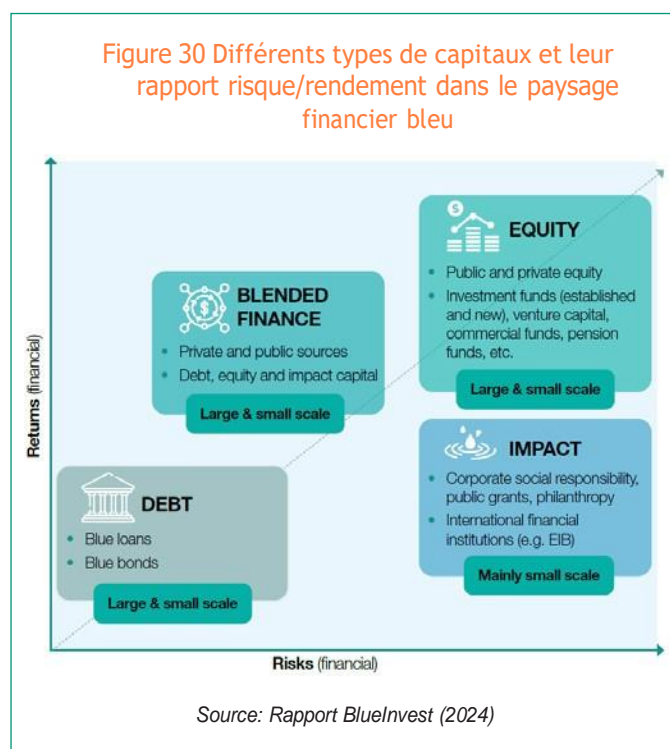 Figure 30 Différents types de capitaux et leur
rapport risque/rendement dans le paysage
financier bleu
Returns (financial)
EQUITY
• Public and private equity
• Investment funds (established
and new), venture capital,
commercial funds, pension
funds, etc.
Large & small scale
BLENDED
FINANCE
• Private and public sources
• Debt, equity and impact capital
Large & small scale
IMPACT
• Corporate social responsibility,
public grants, philanthropy
• International financial
institutions (e.g. EIB)
Mainly small scale
DEBT
• Blue loans
• Blue bonds
Large & small scale
Risks (financial)
Source: Rapport BlueInvest (2024)